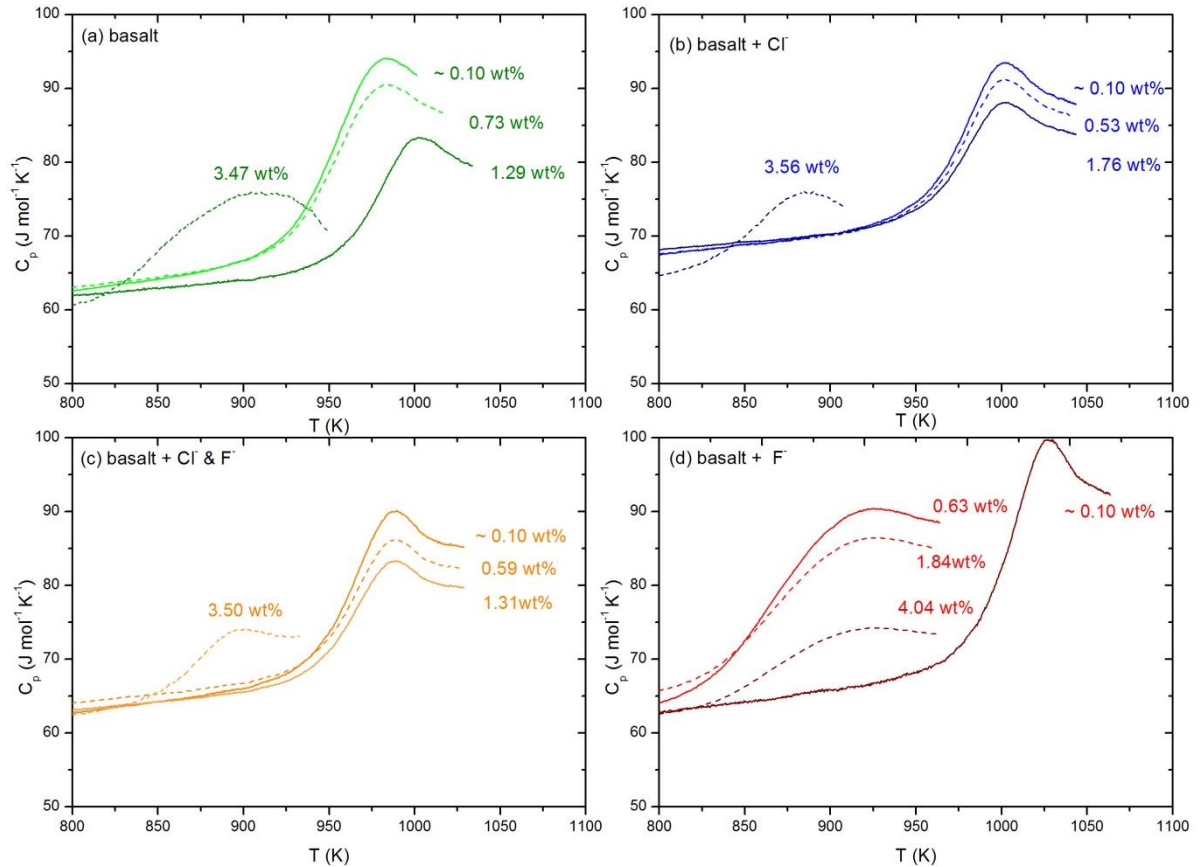 (a) basalt
~ 0.10 wt%
0.73 wt%
1.29 wt%
3.47 wt%
100
90
80
70
60
50
C_p (J mol⁻¹ K⁻¹)
800 850 900 950 1000 1050 1100
T (K)
(b) basalt + Cl⁻
~ 0.10 wt%
0.53 wt%
1.76 wt%
3.56 wt%
100
90
80
70
60
50
C_p (J mol⁻¹ K⁻¹)
800 850 900 950 1000 1050 1100
T (K)
(c) basalt + Cl⁻ & F⁻
~ 0.10 wt%
0.59 wt%
1.31wt%
3.50 wt%
100
90
80
70
60
50
C_p (J mol⁻¹ K⁻¹)
800 850 900 950 1000 1050 1100
T (K)
(d) basalt + F⁻
0.63 wt%
~ 0.10 wt%
1.84wt%
4.04 wt%
100
90
80
70
60
50
C_p (J mol⁻¹ K⁻¹)
800 850 900 950 1000 1050 1100
T (K)